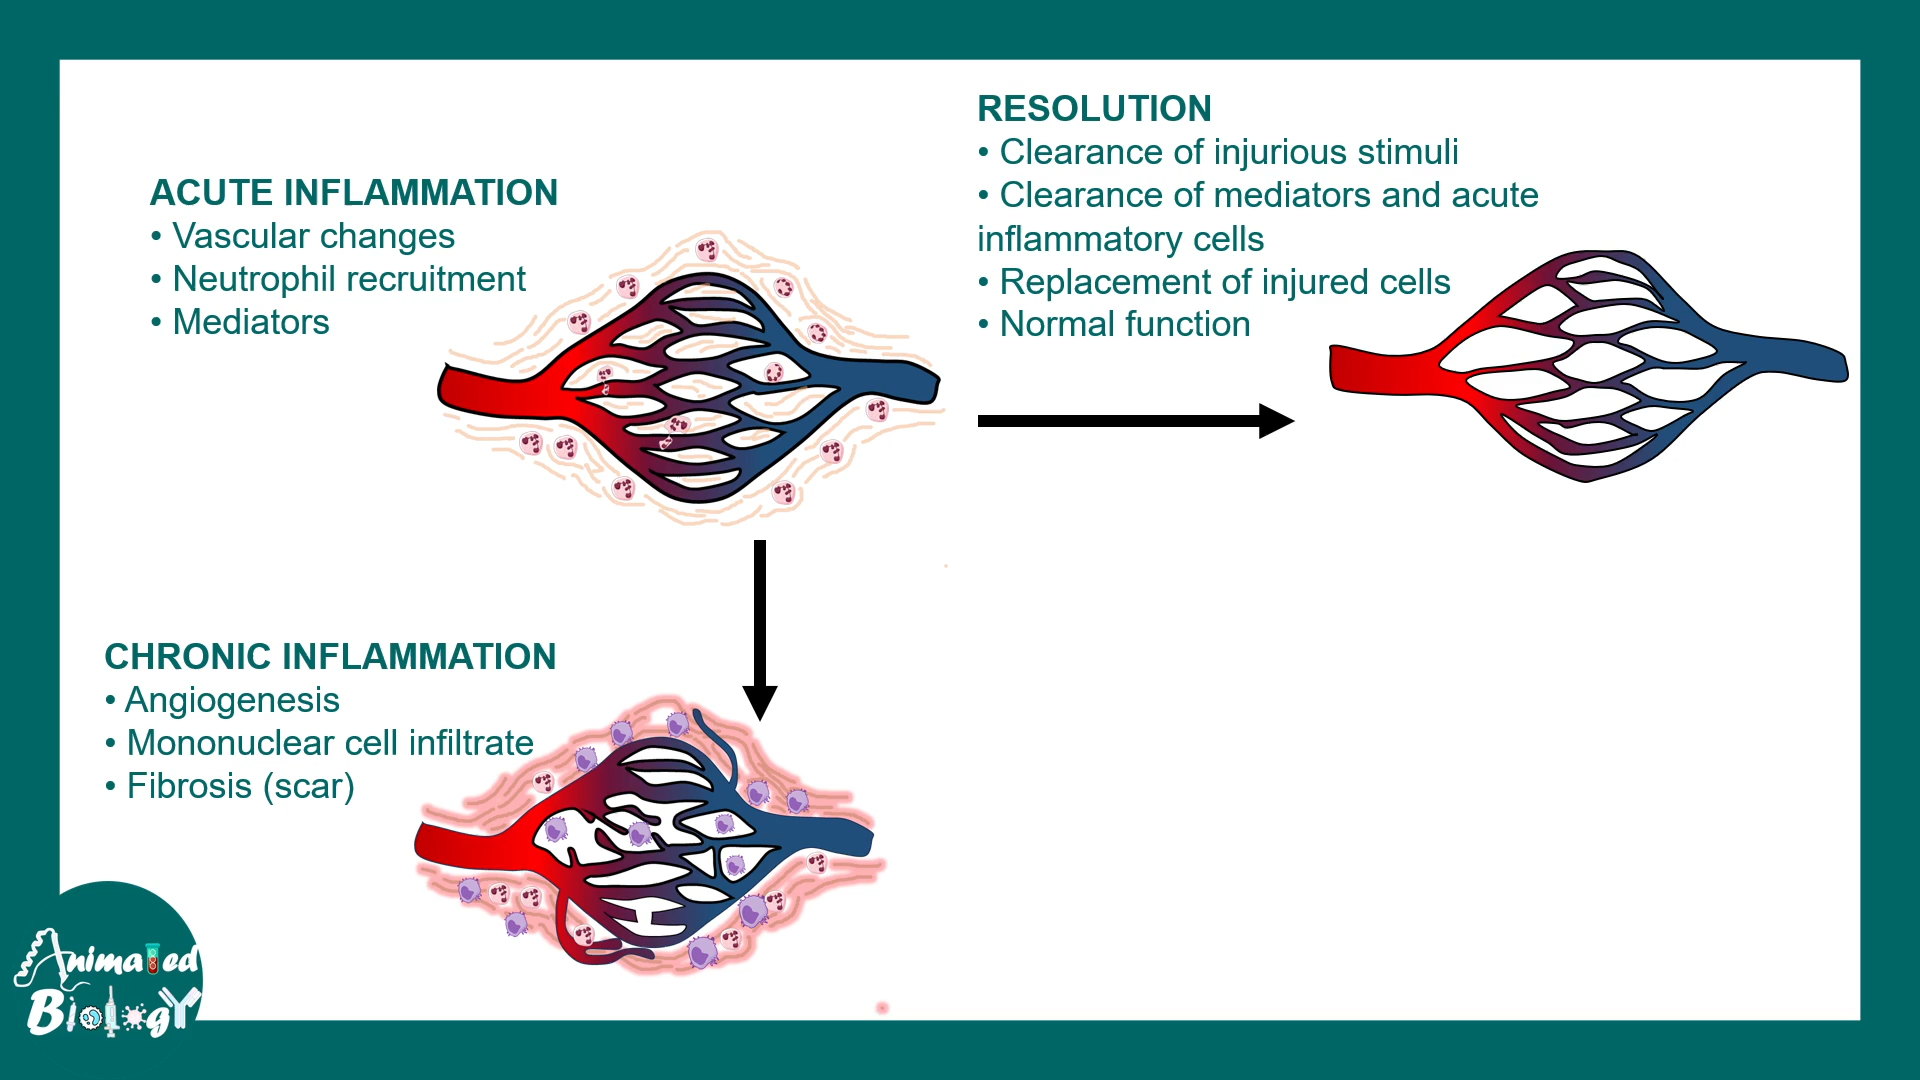 RESOLUTION
• Clearance of injurious stimuli
• Clearance of mediators and acute
inflammatory cells
• Replacement of injured cells
• Normal function
ACUTE INFLAMMATION
• Vascular changes
• Neutrophil recruitment
• Mediators
CHRONIC INFLAMMATION
• Angiogenesis
• Mononuclear cell infiltrate
• Fibrosis (scar)
Animated
Biology